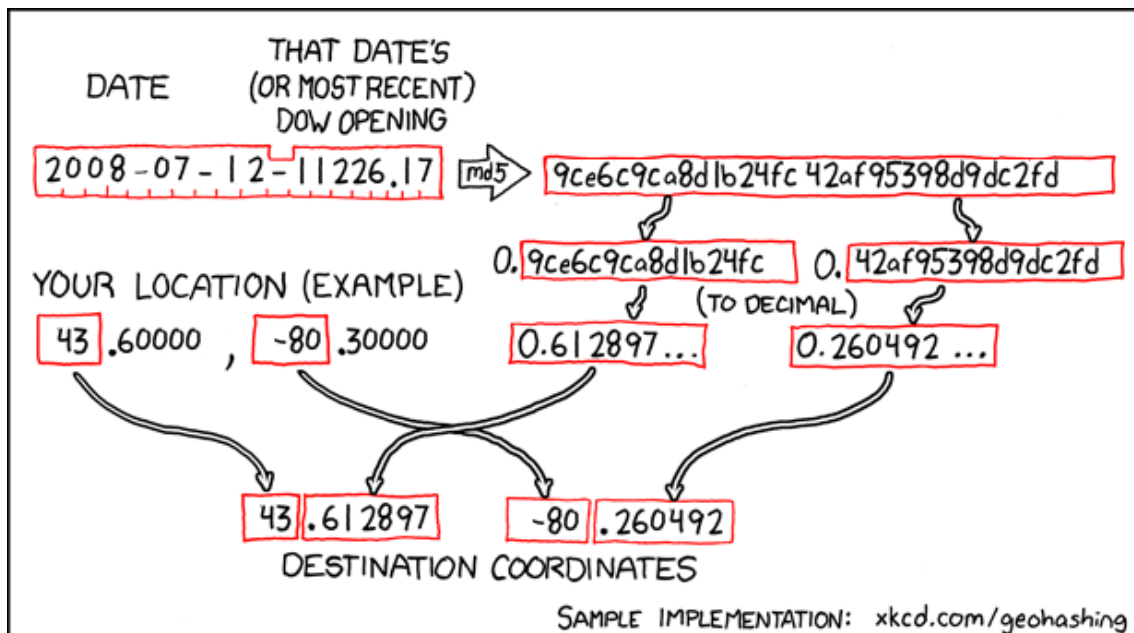 DATE
THAT DATE'S
(OR MOST RECENT)
DOW OPENING
2008-07-12-11226.17
md5
9ce6c9ca8d1b24fc42af95398d9dc2fd
0.9ce6c9ca8d1b24fc
0.42af95398d9dc2fd
YOUR LOCATION (EXAMPLE)
(TO DECIMAL)
43.60000, -80.30000
0.612897...
0.260492...
43.612897
-80.260492
DESTINATION COORDINATES
SAMPLE IMPLEMENTATION: xkcd.com/geohashing